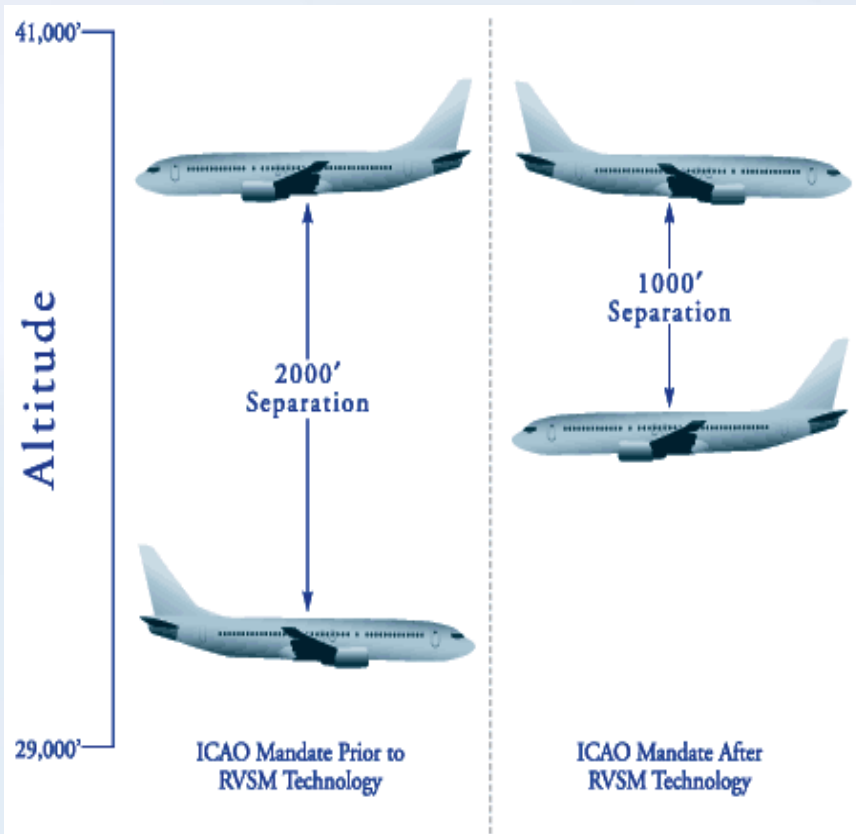 41,000’
Altitude
2000’
Separation
1000’
Separation
29,000’
ICAO Mandate Prior to
RVSM Technology
ICAO Mandate After
RVSM Technology